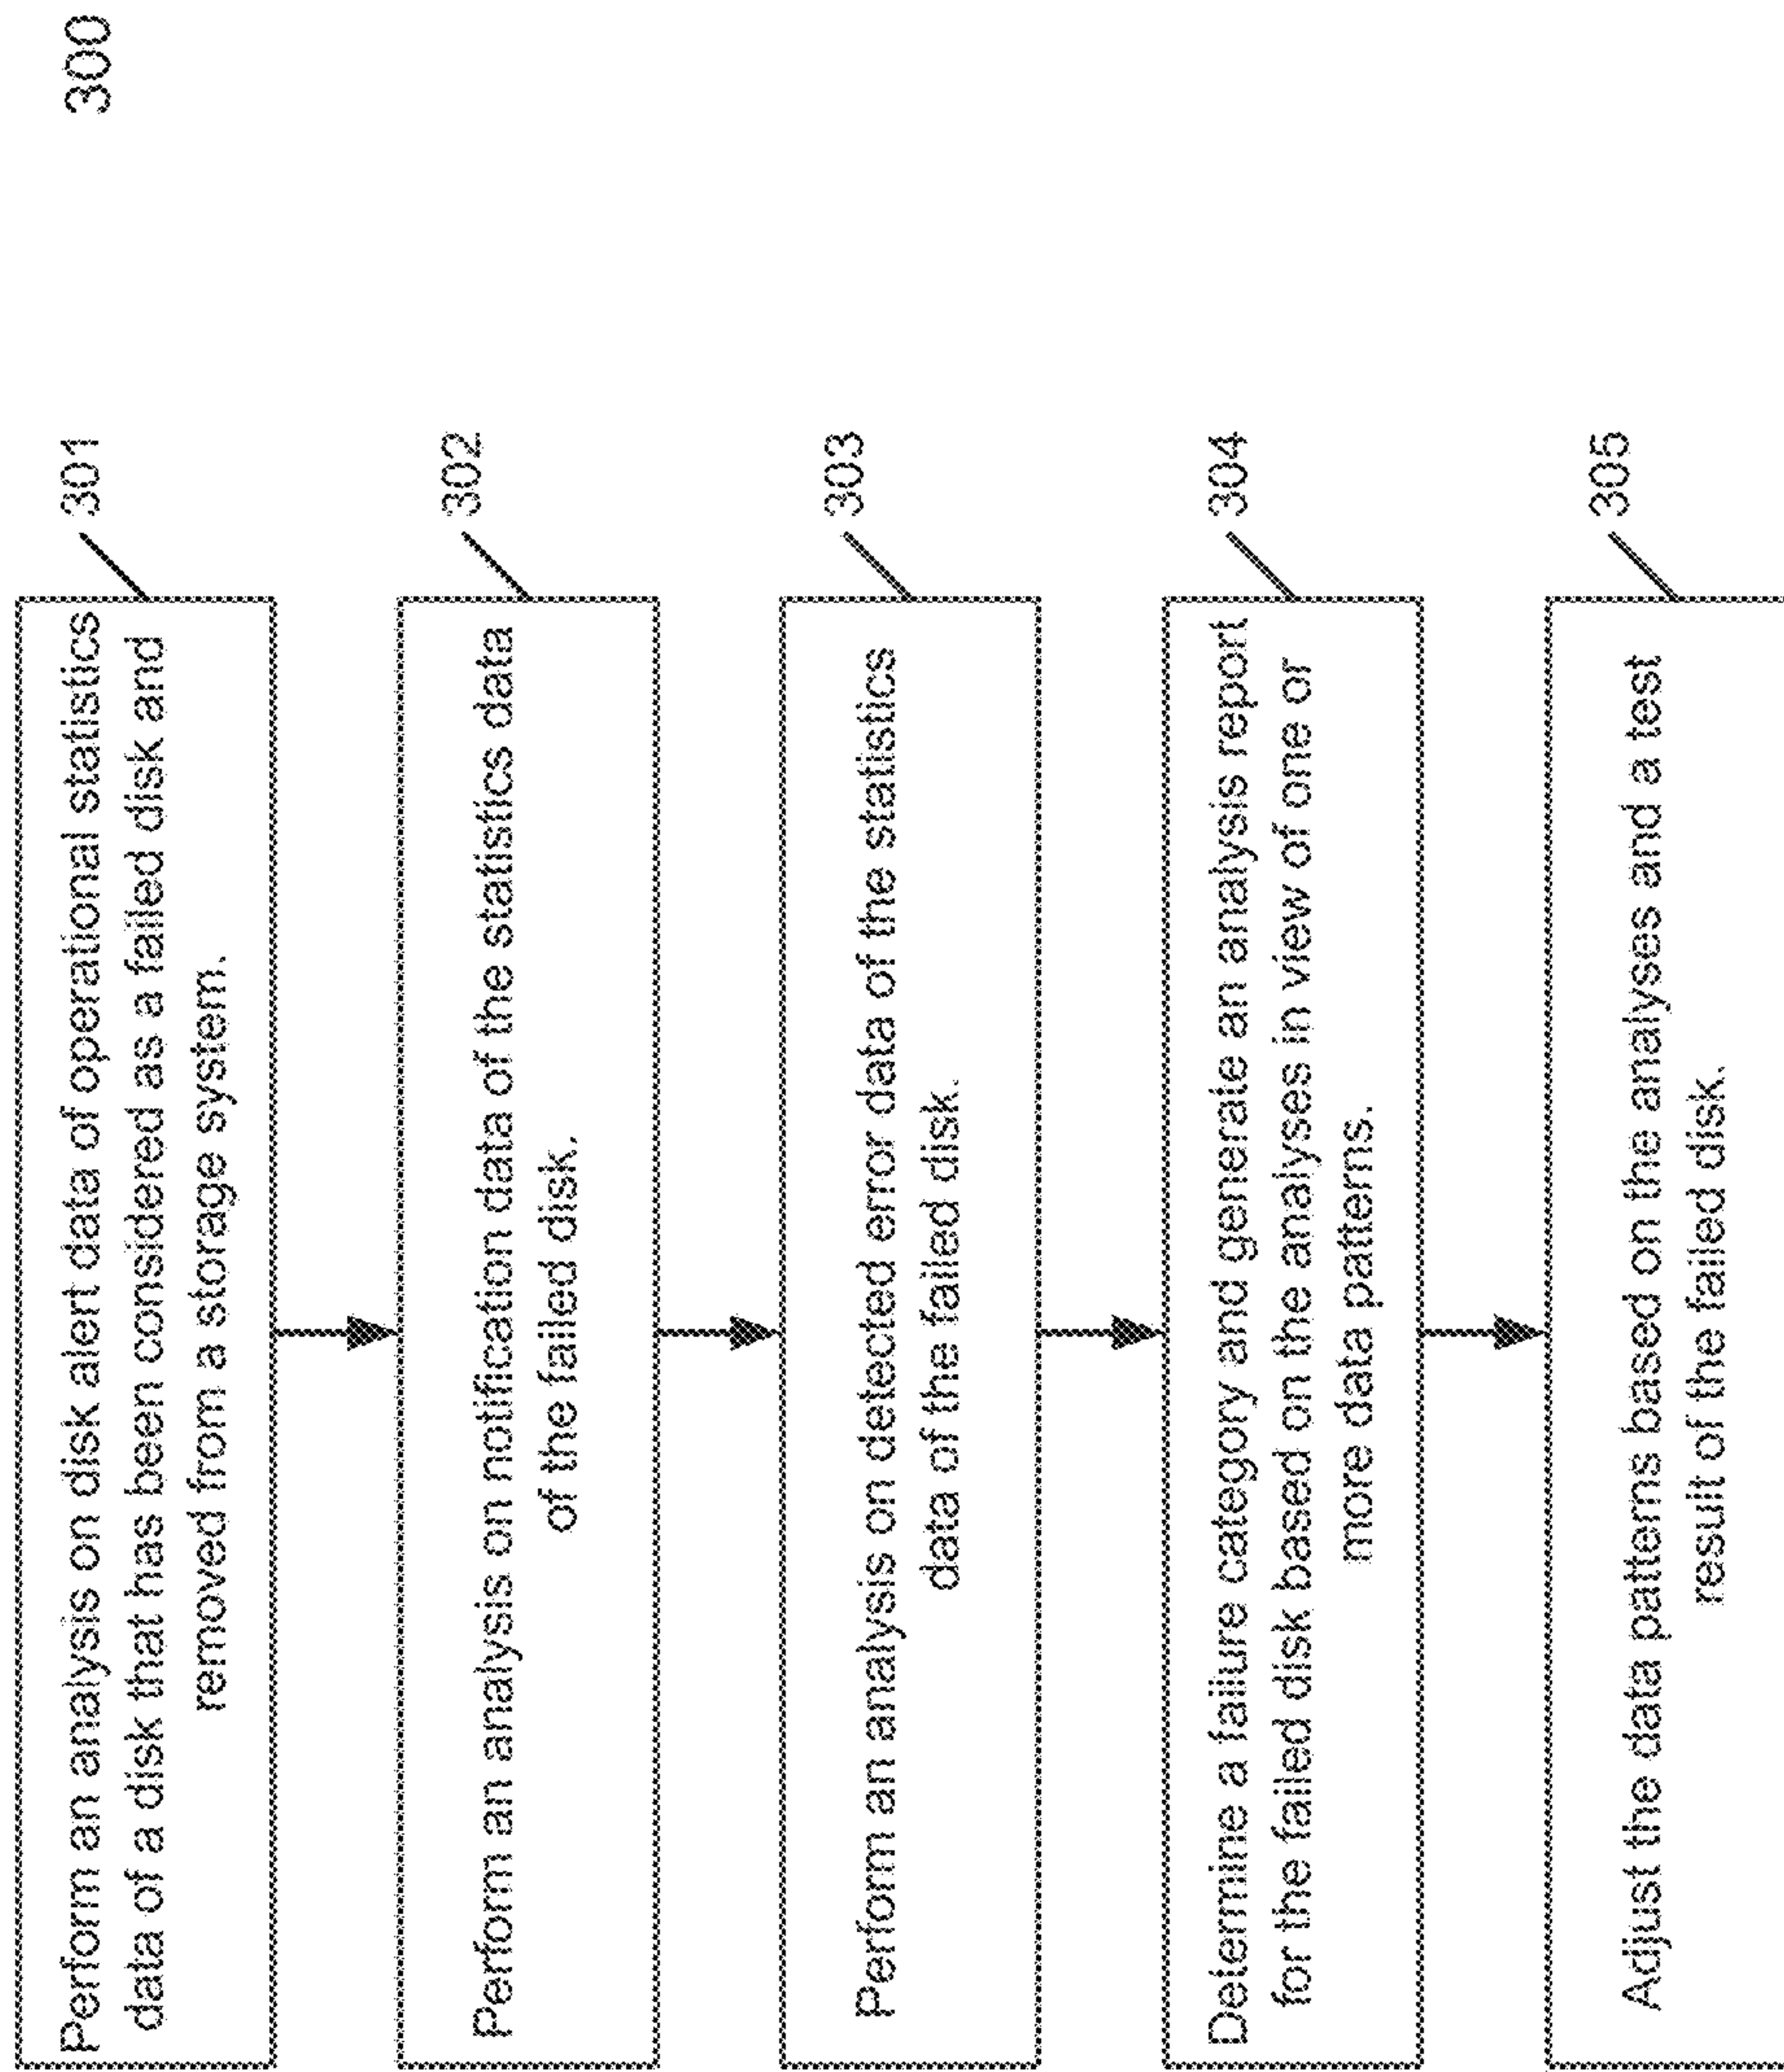 300
Perform an analysis on disk alert data of operational statistics
data of a disk that has been considered as a failed disk and
removed from a storage system.
301
Perform an analysis on notification data of the statistics data
of the failed disk.
302
Perform an analysis on detected error data of the statistics
data of the failed disk.
303
Determine a failure category and generate an analysis report
for the failed disk based on the analyses in view of one or
more data patterns.
304
Adjust the data patterns based on the analyses and a test
result of the failed disk.
305